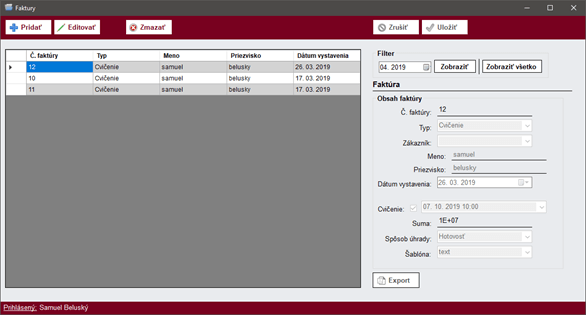 Faktury
Pridať Editovať Zmazať Zrušiť Uložiť
Č. faktúry Typ Meno Priezvisko Dátum vystavenia
12 Cvičenie samuel belusky 26. 03. 2019
10 Cvičenie samuel belusky 17. 03. 2019
11 Cvičenie samuel belusky 17. 03. 2019
Filter
04. 2019 Zobraziť Zobraziť všetko
Faktúra
Obsah faktúry
Č. faktúry: 12
Typ: Cvičenie
Zákazník:
Meno: samuel
Priezvisko: belusky
Dátum vystavenia: 26. 03. 2019
Cvičenie: 07. 10. 2019 10:00
Suma: 1E+07
Spôsob úhrady: Hotovosť
Šablóna: text
Export
Prihlásený: Samuel Beluský